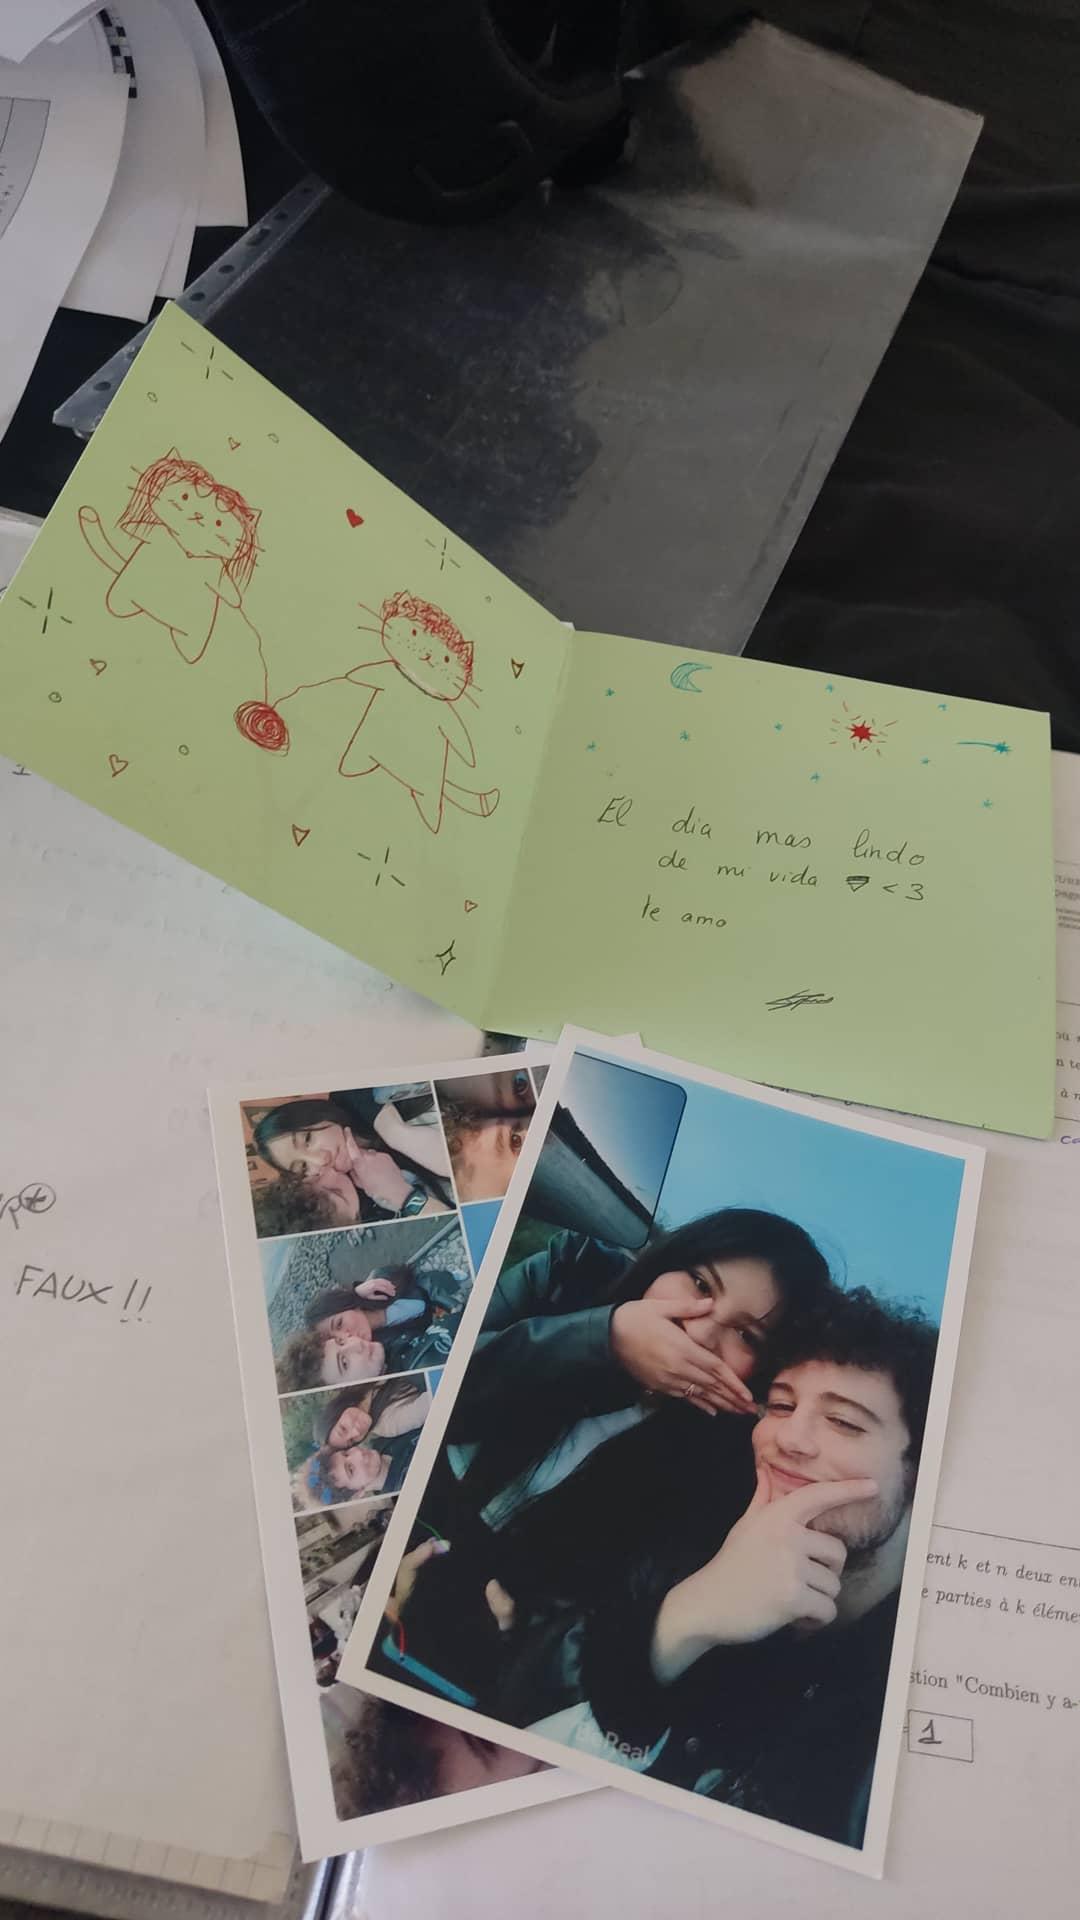 El dia mas lindo
de mi vida <3
te amo
FAUX!!
BeReal.
ent k et n deux en
e parties à k éléme
stion "Combien y a-
1